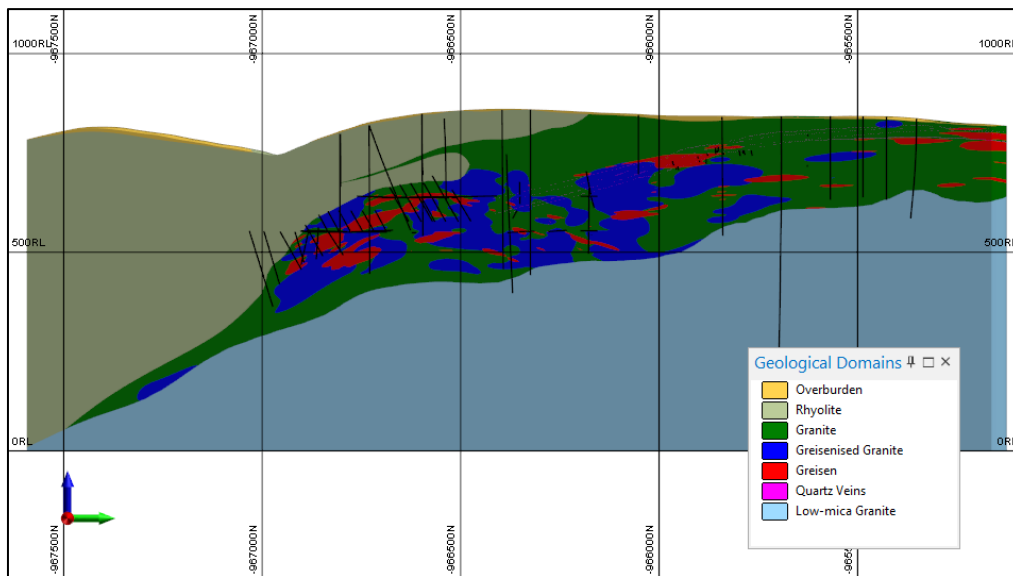 -967500N
-967000N
-966500N
-966000N
-965500N
1000RL
1000RL
500RL
500RL
0RL
0RL
Geological Domains
Overburden
Rhyolite
Granite
Greisenised Granite
Greisen
Quartz Veins
Low-mica Granite
-967500N
-967000N
-966500N
-966000N